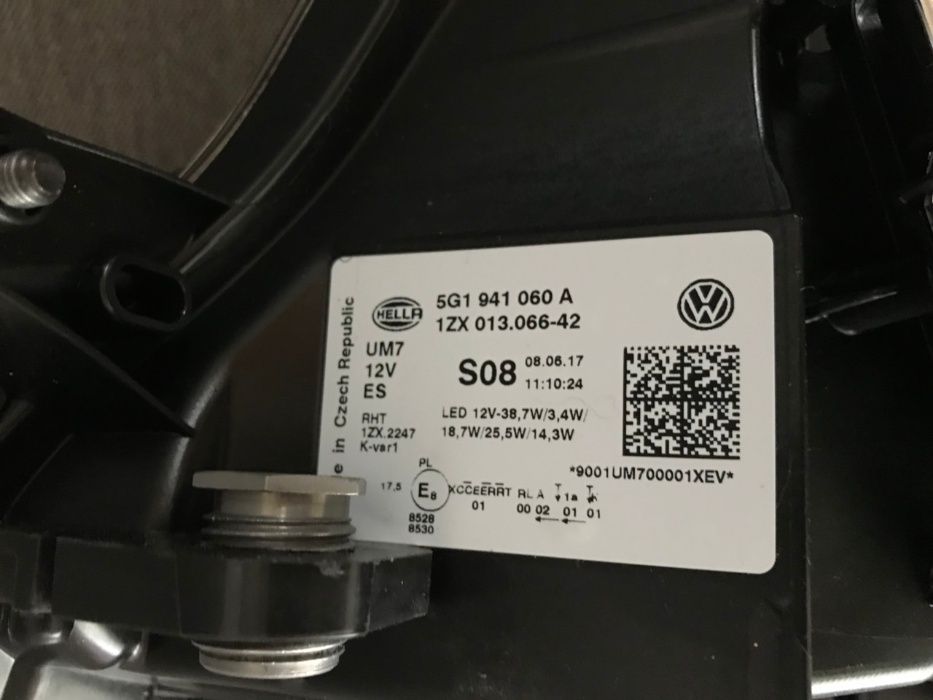 HELLA
5G1 941 060 A
1ZX 013.066-42
UM7
12V
ES
S08
08.06.17
11:10:24
RHT
1ZX.2247
K-var1
LED 12V-38,7W/3,4W/
18,7W/25,5W/14,3W
*9001UM700001XEV*
PL
17,5
E8
RL A
1a
01
00 02 01 01
8528
8530
e in Czech Republic